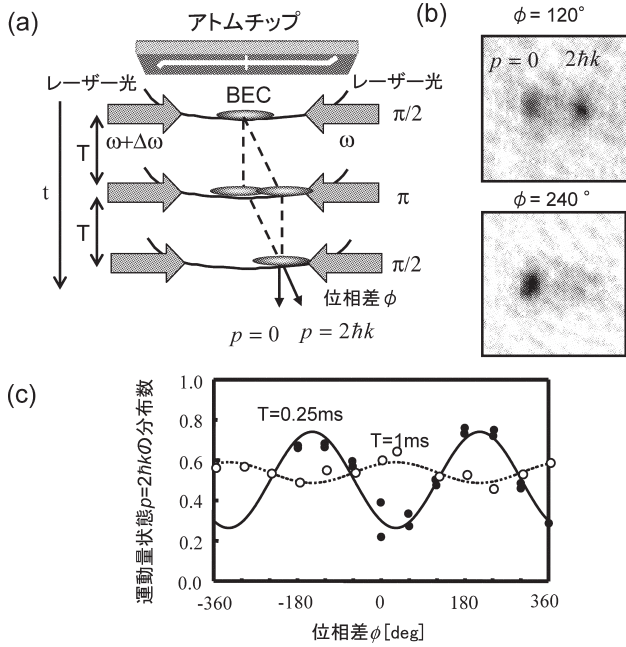 (a)
アトムチップ
レーザー光
レーザー光
BEC
π/2
ω+Δω
ω
T
t
π
T
π/2
位相差 ϕ
p = 0
p = 2ħk
(b)
ϕ = 120°
p = 0
2ħk
ϕ = 240 °
(c)
運動量状態p=2ħkの分布数
1.0
0.8
0.6
0.4
0.2
0.0
T=0.25ms
T=1ms
-360
-180
0
180
360
位相差ϕ[deg]